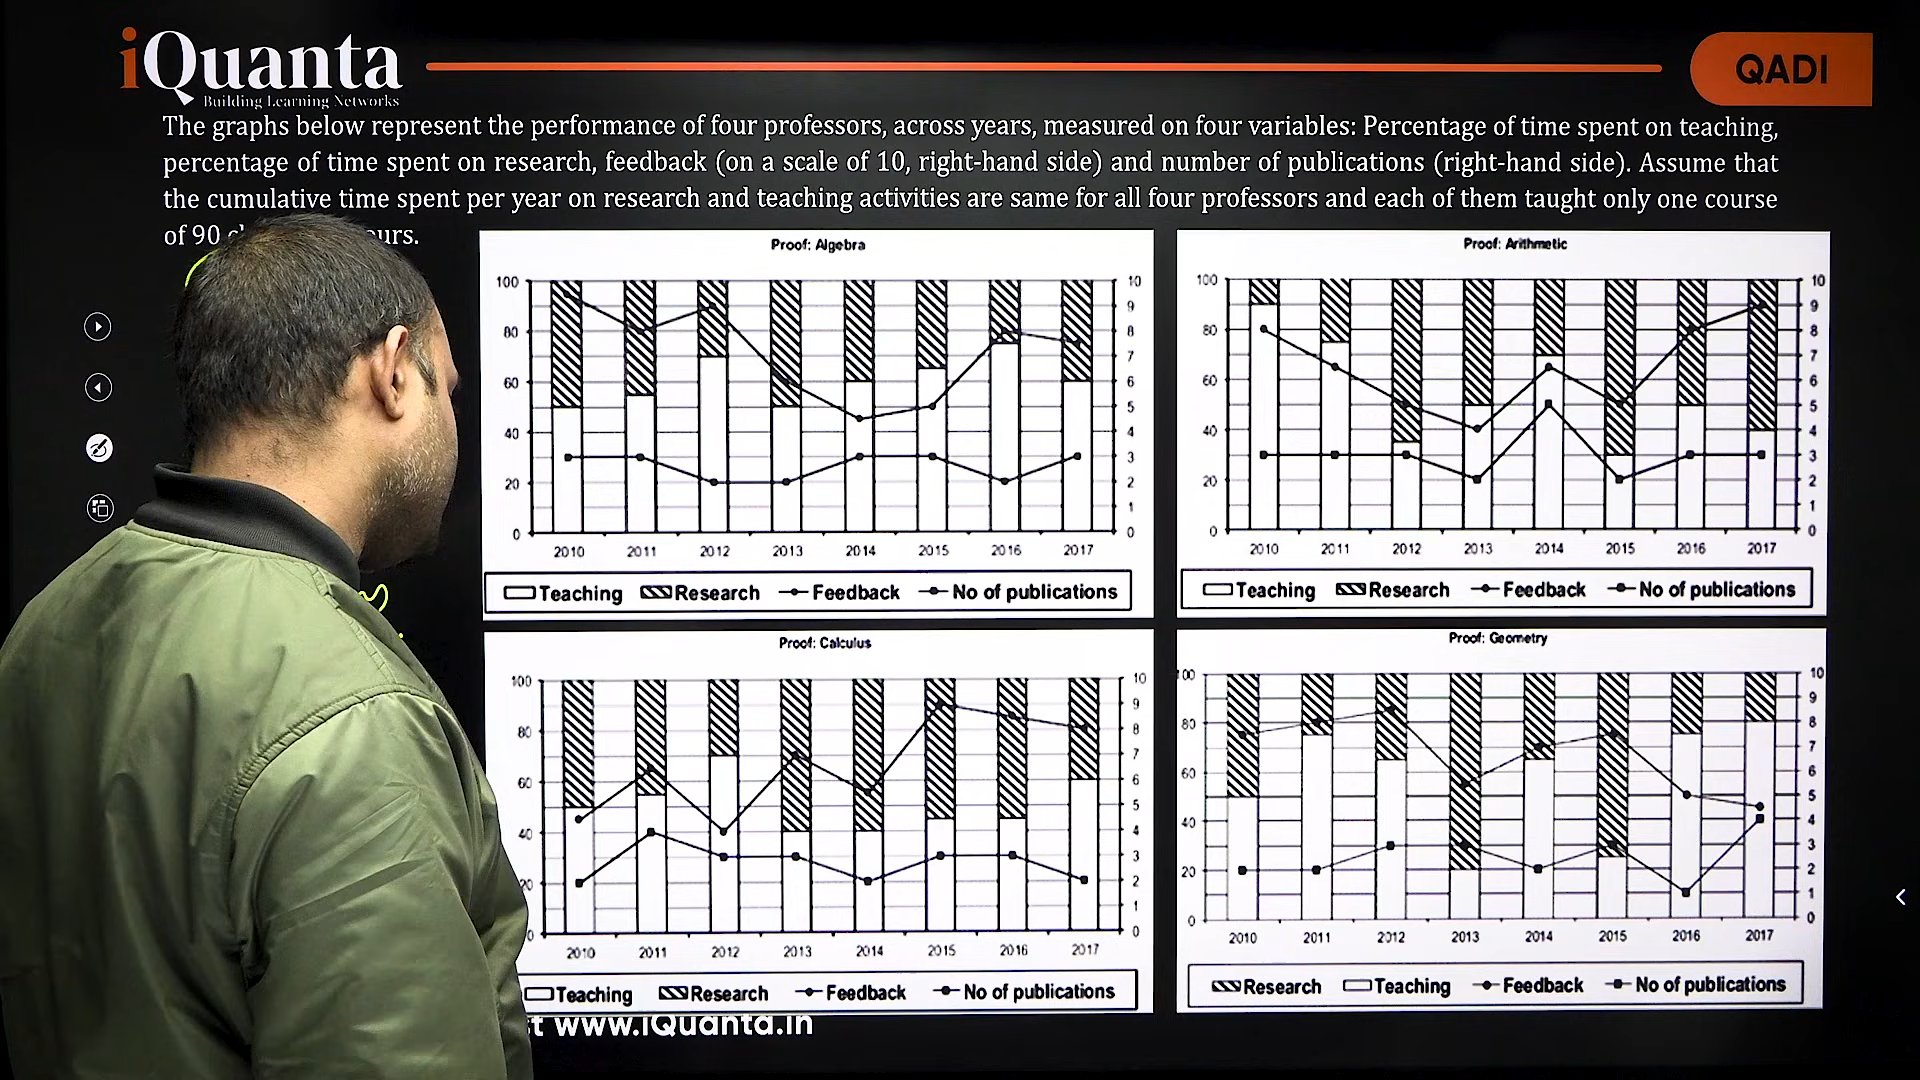 iQuanta
Building Learning Networks
QADI
The graphs below represent the performance of four professors, across years, measured on four variables: Percentage of time spent on teaching,
percentage of time spent on research, feedback (on a scale of 10, right-hand side) and number of publications (right-hand side). Assume that
the cumulative time spent per year on research and teaching activities are same for all four professors and each of them taught only one course
of 90
Proof: Algebra
100 80 60 40 20 0
10 9 8 7 6 5 4 3 2 1 0
2010 2011 2012 2013 2014 2015 2016 2017
Teaching Research Feedback No of publications
Proof: Arithmetic
100 80 60 40 20 0
10 9 8 7 6 5 4 3 2 1 0
2010 2011 2012 2013 2014 2015 2016 2017
Teaching Research Feedback No of publications
Proof: Calculus
100 80 60 40 20 0
10 9 8 7 6 5 4 3 2 1 0
2010 2011 2012 2013 2014 2015 2016 2017
Teaching Research Feedback No of publications
Proof: Geometry
100 80 60 40 20 0
10 9 8 7 6 5 4 3 2 1 0
2010 2011 2012 2013 2014 2015 2016 2017
Research Teaching Feedback No of publications
www.iQuanta.in